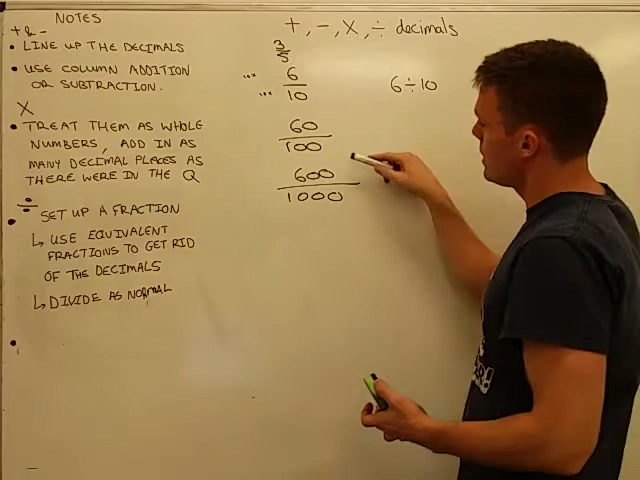 NOTES
+ & -
• LINE UP THE DECIMALS
• USE COLUMN ADDITION
OR SUBTRACTION.
X
• TREAT THEM AS WHOLE
NUMBERS, ADD IN AS
MANY DECIMAL PLACES AS
THERE WERE IN THE Q
÷
• SET UP A FRACTION
↳ USE EQUIVALENT
FRACTIONS TO GET RID
OF THE DECIMALS
↳ DIVIDE AS NORMAL
+, -, X, ÷ decimals
3
5
10x 6
10x 10
6÷10
60
100
600
1000